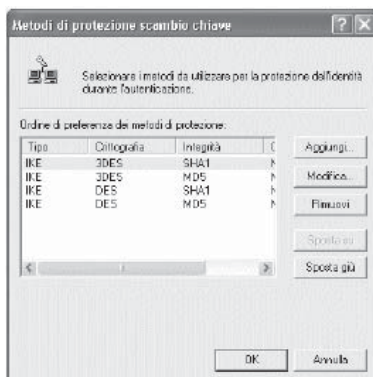 Metodi di protezione scambio chiave
Selezionare i metodi da utilizzare per la protezione dell'identità
durante l'autenticazione.
Ordine di preferenza dei metodi di protezione:
Tipo Crittografia Integrità
IKE 3DES SHA1
IKE 3DES MD5
IKE DES SHA1
IKE DES MD5
Aggiungi...
Modifica...
Rimuovi
Sposta su
Sposta giù
OK Annulla